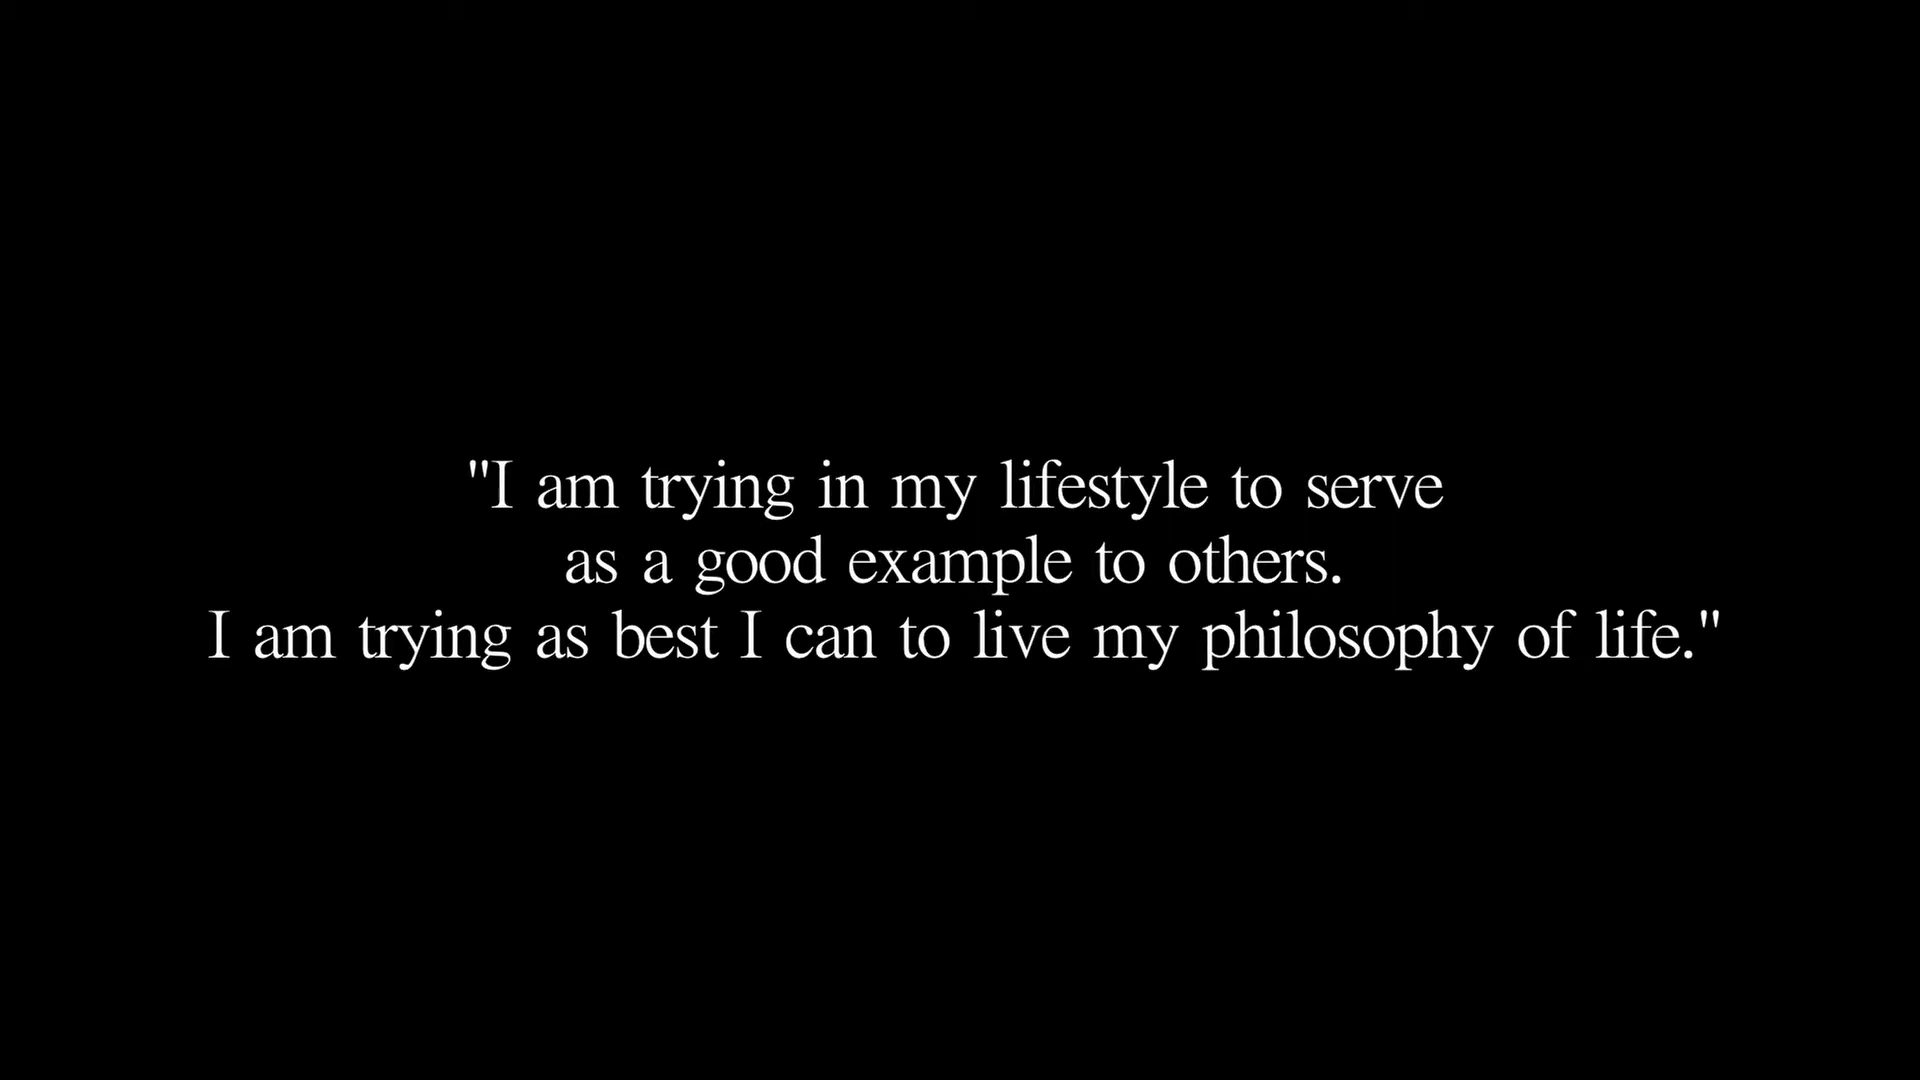 "I am trying in my lifestyle to serve
as a good example to others.
I am trying as best I can to live my philosophy of life."